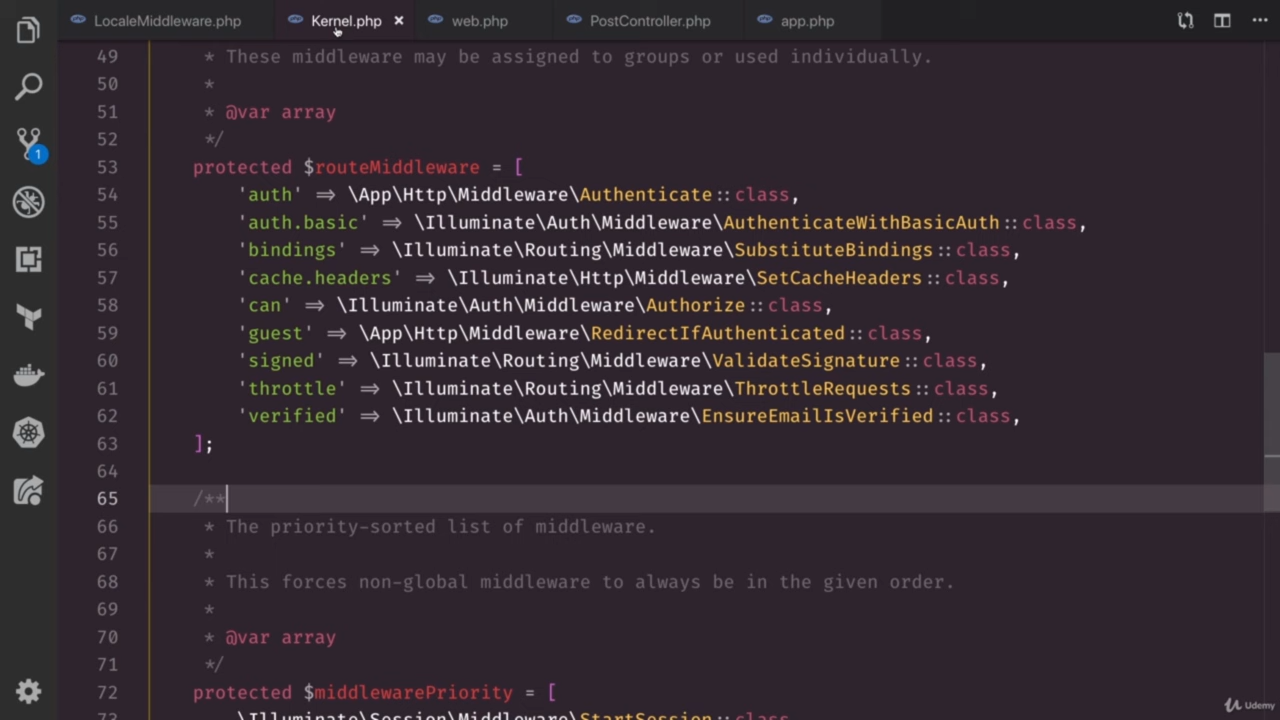 LocaleMiddleware.php Kernel.php × web.php PostController.php app.php
49 * These middleware may be assigned to groups or used individually.
50 *
51 * @var array
52 */
53 protected $routeMiddleware = [
54 'auth' => \App\Http\Middleware\Authenticate::class,
55 'auth.basic' => \Illuminate\Auth\Middleware\AuthenticateWithBasicAuth::class,
56 'bindings' => \Illuminate\Routing\Middleware\SubstituteBindings::class,
57 'cache.headers' => \Illuminate\Http\Middleware\SetCacheHeaders::class,
58 'can' => \Illuminate\Auth\Middleware\Authorize::class,
59 'guest' => \App\Http\Middleware\RedirectIfAuthenticated::class,
60 'signed' => \Illuminate\Routing\Middleware\ValidateSignature::class,
61 'throttle' => \Illuminate\Routing\Middleware\ThrottleRequests::class,
62 'verified' => \Illuminate\Auth\Middleware\EnsureEmailIsVerified::class,
63 ];
64
65 /**
66 * The priority-sorted list of middleware.
67 *
68 * This forces non-global middleware to always be in the given order.
69 *
70 * @var array
71 */
72 protected $middlewarePriority = [
73 \Illuminate\Session\Middleware\StartSession::class,
1
Udemy